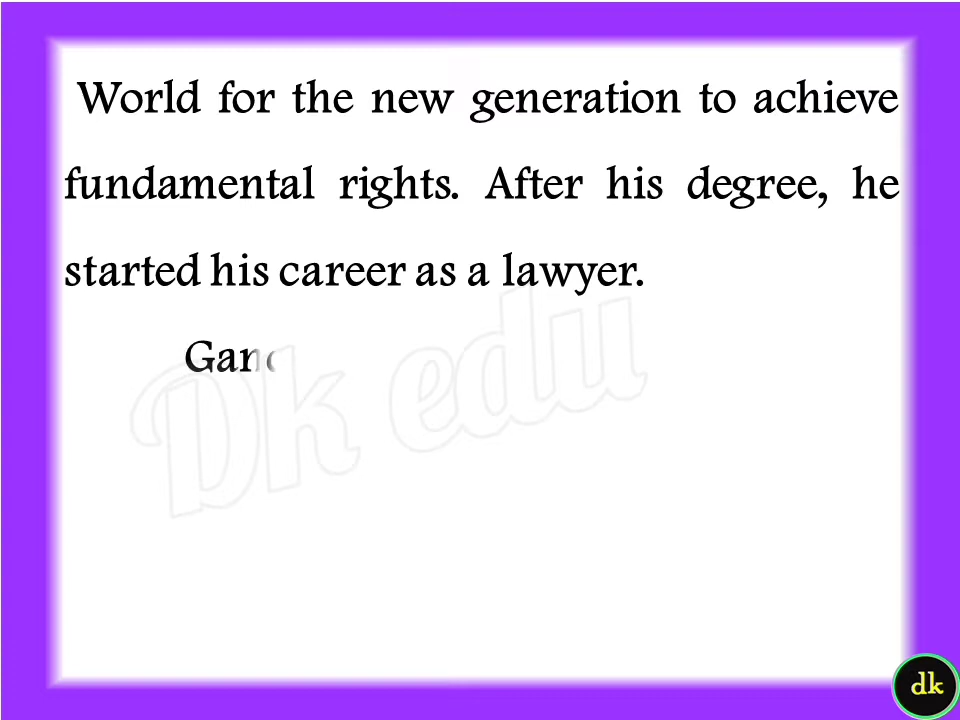 World for the new generation to achieve
fundamental rights. After his degree, he
started his career as a lawyer.
Dk edu
dk